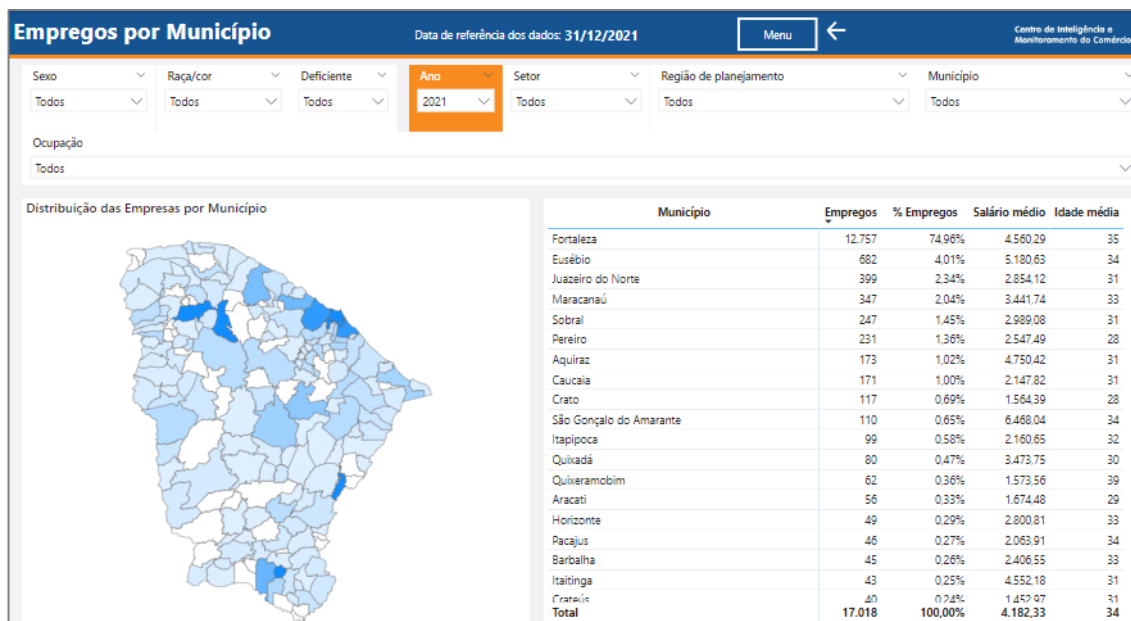 Empregos por Município
Data de referência dos dados: 31/12/2021
Menu
Centro de Inteligência e
Monitoramento do Comércio
Sexo
Raça/cor
Deficiente
Ano
Setor
Região de planejamento
Município
Todos
Todos
Todos
2021
Todos
Todos
Todos
Ocupação
Todos
Distribuição das Empresas por Município
Município Empregos % Empregos Salário médio Idade média
Fortaleza 12.757 74,96% 4.560,29 35
Eusébio 682 4,01% 5.180,63 34
Juazeiro do Norte 399 2,34% 2.854,12 31
Maracanaú 347 2,04% 3.441,74 33
Sobral 247 1,45% 2.989,08 31
Pereiro 231 1,36% 2.547,49 28
Aquiraz 173 1,02% 4.750,42 31
Caucaia 171 1,00% 2.147,82 31
Crato 117 0,69% 1.564,39 28
São Gonçalo do Amarante 110 0,65% 6.468,04 34
Itapipoca 99 0,58% 2.160,65 32
Quixadá 80 0,47% 3.473,75 30
Quixeramobim 62 0,36% 1.573,56 39
Aracati 56 0,33% 1.674,48 29
Horizonte 49 0,29% 2.800,81 33
Pacajus 46 0,27% 2.063,91 34
Barbalha 45 0,26% 2.406,55 33
Itaitinga 43 0,25% 4.552,18 31
Crateús 40 0,24% 1.452,97 31
Total 17.018 100,00% 4.182,33 34